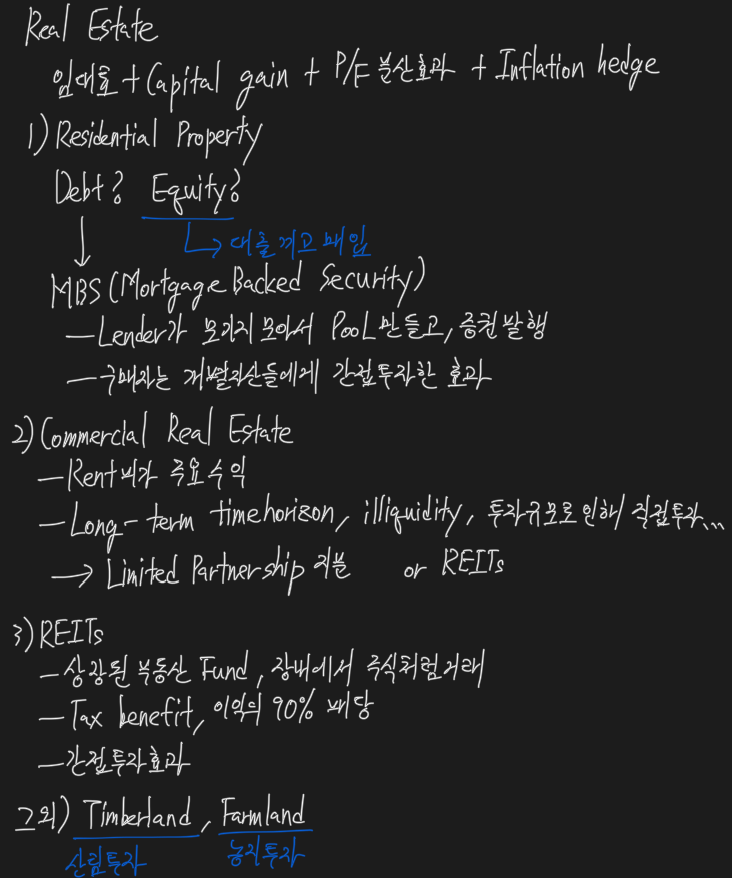 Real Estate
임대료 + Capital gain + P/F 분산효과 + Inflation hedge
1) Residential Property
Debt? Equity?
↳ 대출끼고 매입
↓
MBS (Mortgage Backed Security)
— Lender가 모기지 모아서 Pool 만들고, 증권발행
— 구매자는 개별자산들에게 간접투자한 효과
2) Commercial Real Estate
— Rent비가 주요수익
— Long-term time horizon, illiquidity, 투자규모로 인해 직접투자...
→ Limited Partnership 지분 or REITs
3) REITs
— 상장된 부동산 Fund, 장내에서 주식처럼거래
— Tax benefit, 이익의 90% 배당
— 간접투자효과
그외) Timberland, Farmland
산림투자 농지투자